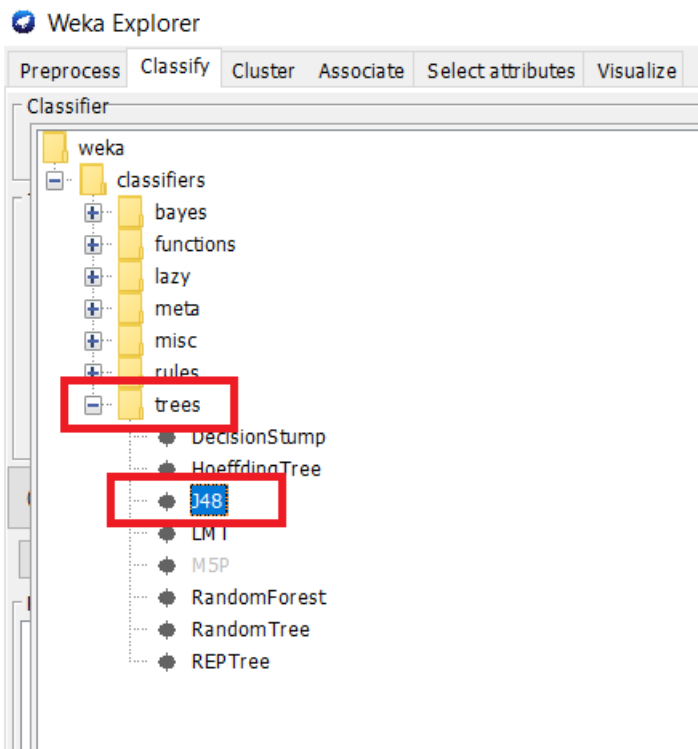 Weka Explorer
Preprocess Classify Cluster Associate Select attributes Visualize
Classifier
weka
classifiers
bayes
functions
lazy
meta
misc
rules
trees
DecisionStump
HoeffdingTree
J48
LMT
M5P
RandomForest
RandomTree
REPTree